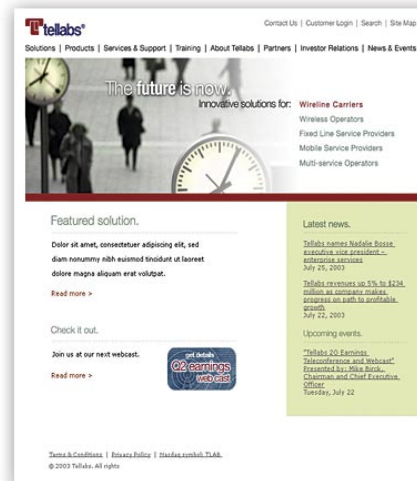 tellabs®
Contact Us | Customer Login | Search | Site Map
Solutions | Products | Services & Support | Training | About Tellabs | Partners | Investor Relations | News & Events
The future is now.
Innovative solutions for:
Wireline Carriers
Wireless Operators
Fixed Line Service Providers
Mobile Service Providers
Multi-service Operators
Featured solution.
Dolor sit amet, consectetuer adipiscing elit, sed
diam nonummy nibh euismod tincidunt ut laoreet
dolore magna aliquam erat volutpat.
Read more >
Check it out.
Join us at our next webcast.
Read more >
get details
Q2 earnings
web cast
Latest news.
Tellabs names Nadalie Bosse
executive vice president –
enterprise services
July 25, 2003
Tellabs revenues up 5% to $234
million as company makes
progress on path to profitable
growth
July 22, 2003
Upcoming events.
"Tellabs 2Q Earnings
Teleconference and Webcast"
Presented by: Mike Birck,
Chairman and Chief Executive
Officer
Tuesday, July 22
Terms & Conditions | Privacy Policy | Nasdaq symbol: TLAB
© 2003 Tellabs. All rights